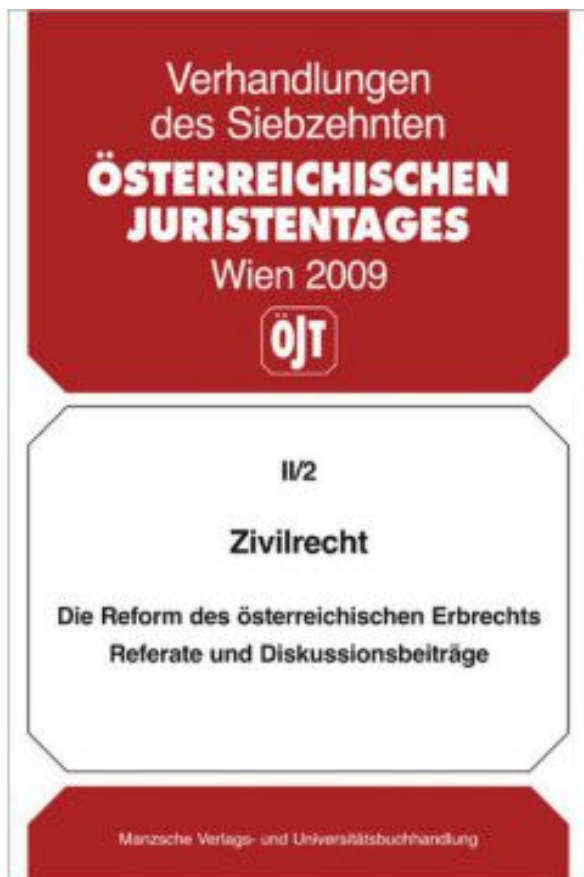 Verhandlungen
des Siebzehnten
ÖSTERREICHISCHEN
JURISTENTAGES
Wien 2009
ÖJT
II/2
Zivilrecht
Die Reform des österreichischen Erbrechts
Referate und Diskussionsbeiträge
Manzsche Verlags- und Universitätsbuchhandlung